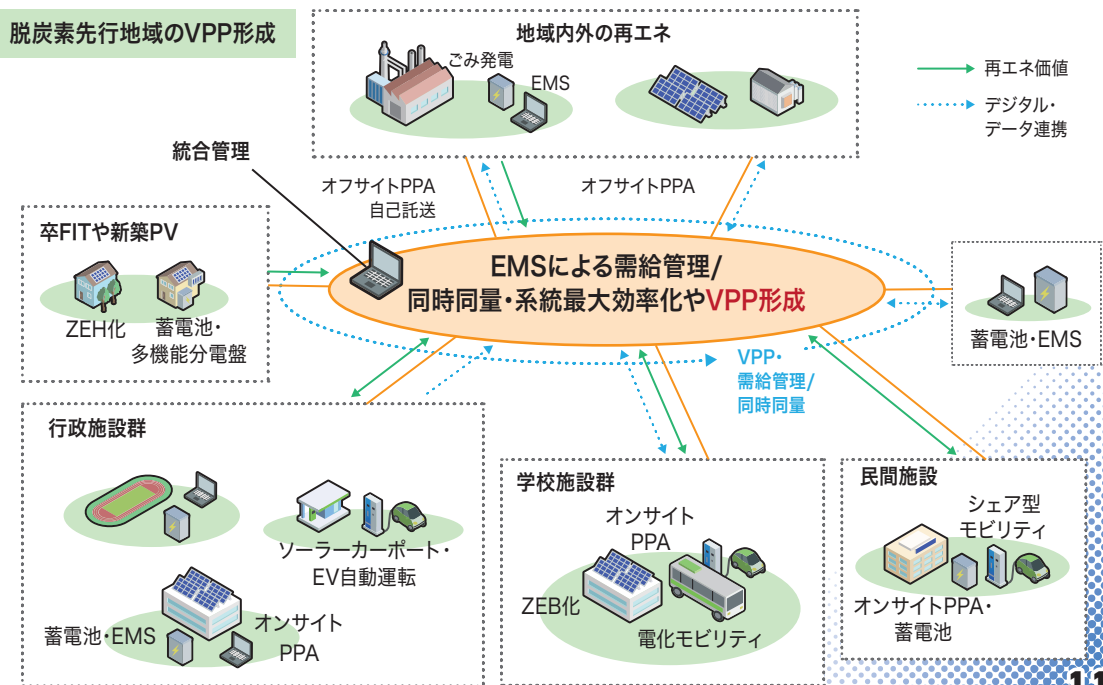 脱炭素先行地域のVPP形成
地域内外の再エネ
ごみ発電
EMS
再エネ価値
デジタル・
データ連携
統合管理
オフサイトPPA
自己託送
オフサイトPPA
卒FITや新築PV
ZEH化
蓄電池・
多機能分電盤
EMSによる需給管理/
同時同量・系統最大効率化やVPP形成
蓄電池・EMS
VPP・
需給管理/
同時同量
行政施設群
ソーラーカーポート・
EV自動運転
蓄電池・EMS
オンサイト
PPA
学校施設群
オンサイト
PPA
ZEB化
電化モビリティ
民間施設
シェア型
モビリティ
オンサイトPPA・
蓄電池
11